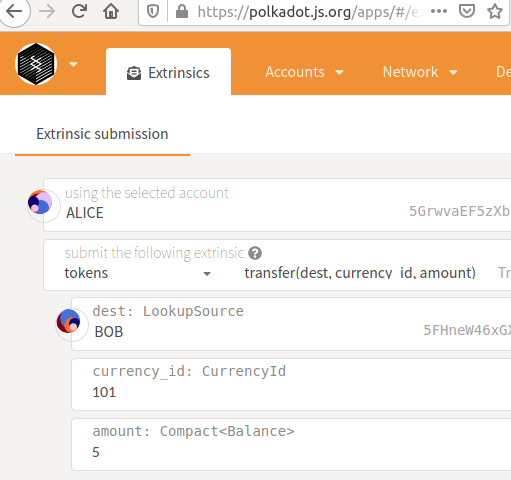 https://polkadot.js.org/apps/#/e
Extrinsics Accounts Network De
Extrinsic submission
using the selected account
ALICE 5GrwvaEF5zXb
submit the following extrinsic
tokens transfer(dest, currency_id, amount) Tr
dest: LookupSource
BOB 5FHneW46xG
currency_id: CurrencyId
101
amount: Compact<Balance>
5